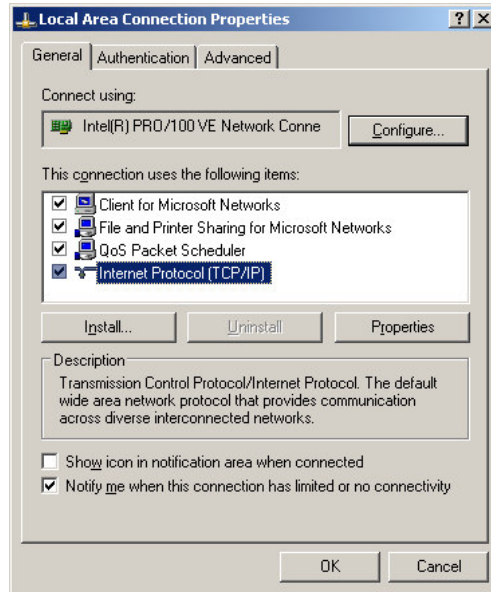 Local Area Connection Properties
General Authentication Advanced
Connect using:
Intel(R) PRO/100 VE Network Conne
Configure...
This connection uses the following items:
Client for Microsoft Networks
File and Printer Sharing for Microsoft Networks
QoS Packet Scheduler
Internet Protocol (TCP/IP)
Install... Uninstall Properties
Description
Transmission Control Protocol/Internet Protocol. The default
wide area network protocol that provides communication
across diverse interconnected networks.
Show icon in notification area when connected
Notify me when this connection has limited or no connectivity
OK Cancel